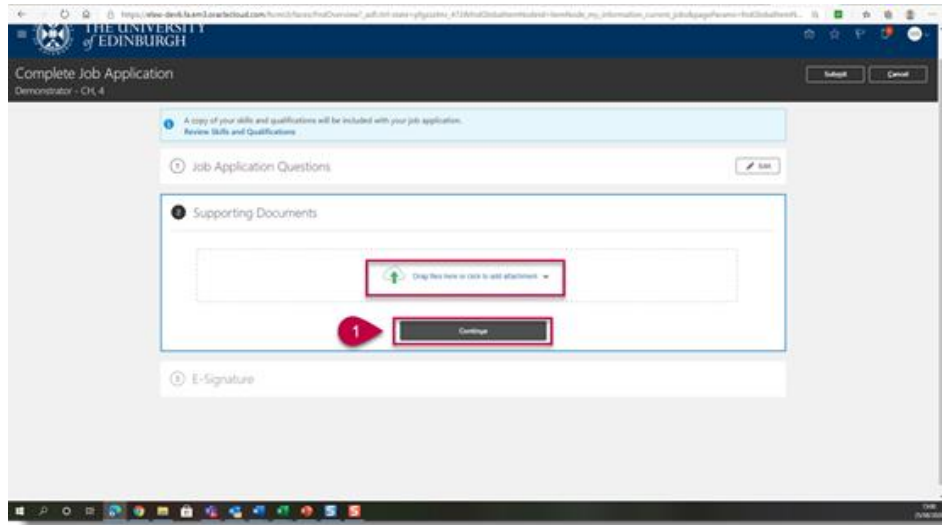 THE UNIVERSITY
of EDINBURGH
Complete Job Application
Demonstrator - CH, 4
Submit
Cancel
A copy of your skills and qualifications will be included with your job application.
Review Skills and Qualifications
1 Job Application Questions
Edit
2 Supporting Documents
Drag files here or click to add attachment
1
Continue
3 E-Signature